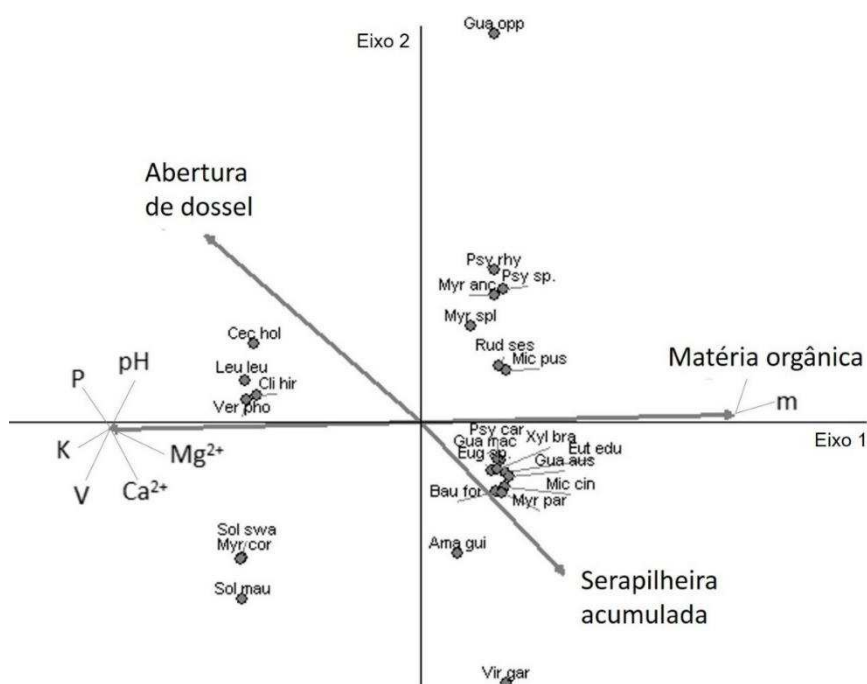 Gua opp
Eixo 2
Abertura
de dossel
Psy rhy
Psy sp.
Myr anc
Myr spl
Cec hol
Rud ses
Mic pus
Matéria orgânica
Leu leu
Cli hir
pH
P
Ver pho
m
Psy car
Xyl bra
Eixo 1
Gua mac
Eut edu
K
Mg²⁺
Eug sp.
Gua aus
V
Ca²⁺
Bau for
Mic cin
Myr par
Sol swa
Myr cor
Ama gui
Sol mau
Serapilheira
acumulada
Vir gar